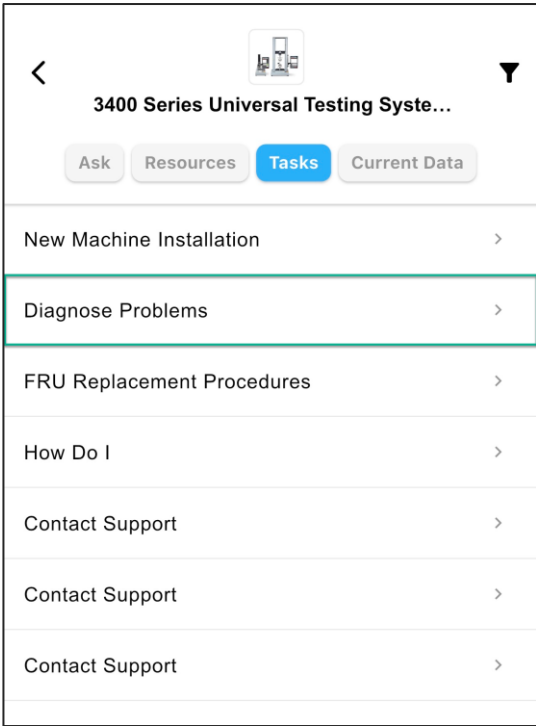 3400 Series Universal Testing Syste...
Ask Resources Tasks Current Data
New Machine Installation
Diagnose Problems
FRU Replacement Procedures
How Do I
Contact Support
Contact Support
Contact Support